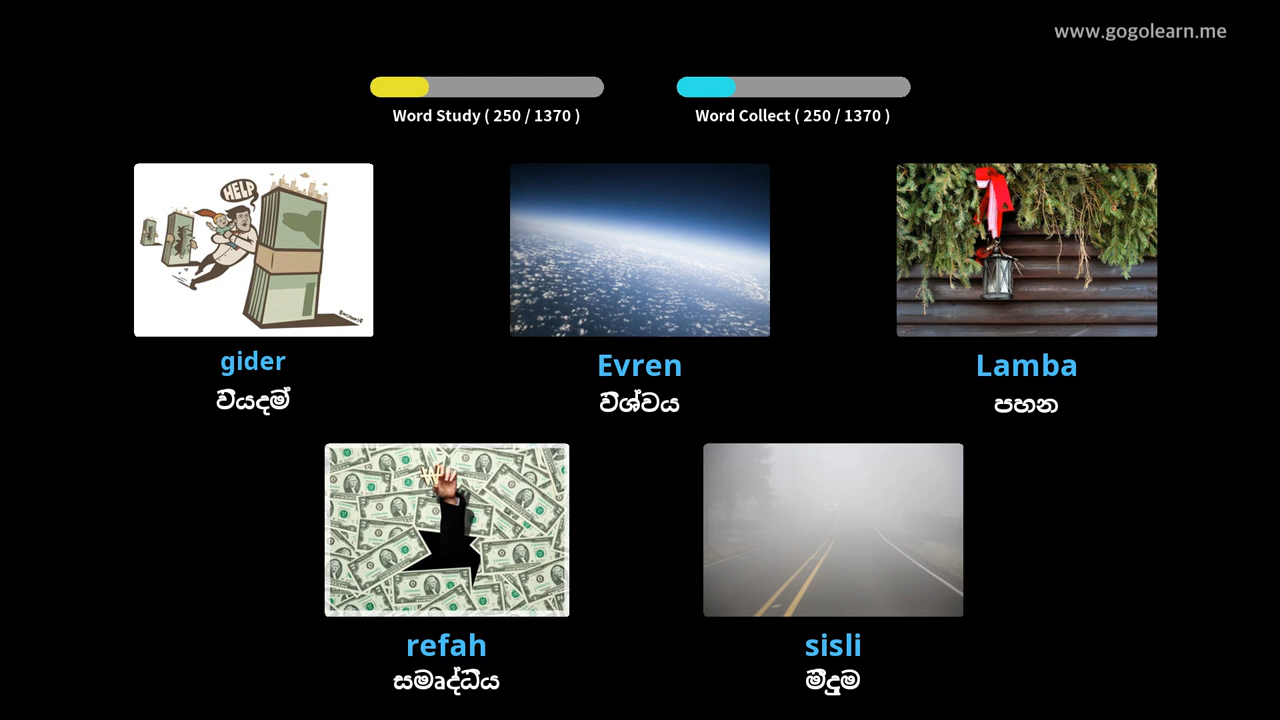 www.gogolearn.me
Word Study ( 250 / 1370 )
Word Collect ( 250 / 1370 )
HELP
gider
වියදම්
Evren
විශ්වය
Lamba
පහන
refah
සමෘද්ධිය
sisli
මීදුම